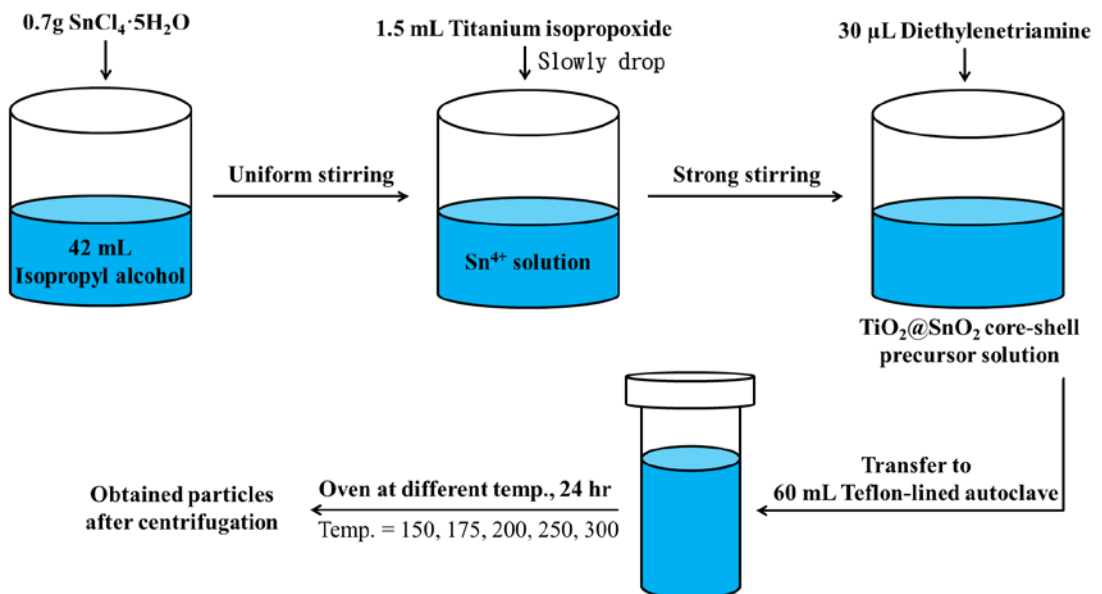 0.7g SnCl₄·5H₂O
42 mL
Isopropyl alcohol
Uniform stirring
1.5 mL Titanium isopropoxide
Slowly drop
Sn⁴⁺ solution
Strong stirring
30 μL Diethylenetriamine
TiO₂@SnO₂ core-shell
precursor solution
Transfer to
60 mL Teflon-lined autoclave
Oven at different temp., 24 hr
Temp. = 150, 175, 200, 250, 300
Obtained particles
after centrifugation